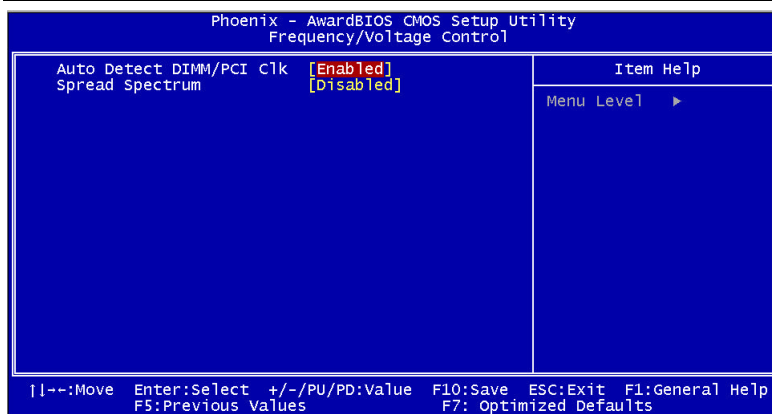 Phoenix - AwardBIOS CMOS Setup Utility
Frequency/Voltage Control
Auto Detect DIMM/PCI Clk [Enabled]
Spread Spectrum [Disabled]
Item Help
Menu Level ►
↑↓→←:Move Enter:Select +/-/PU/PD:Value F10:Save ESC:Exit F1:General Help
F5:Previous Values F7: Optimized Defaults